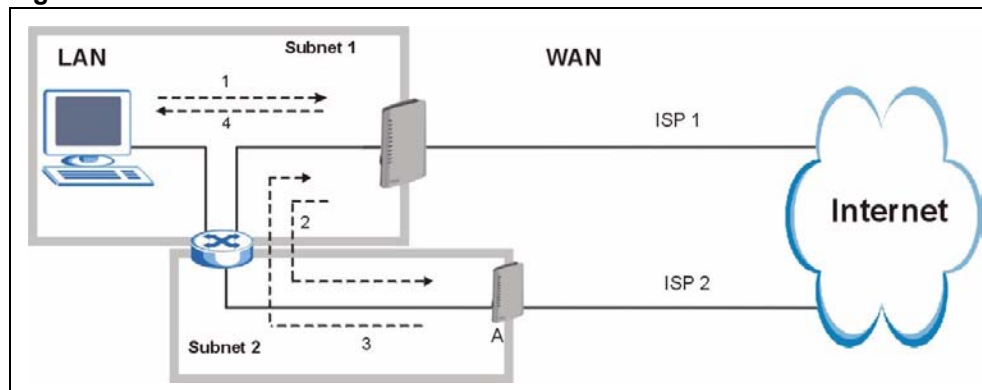 LAN
Subnet 1
WAN
1
4
ISP 1
2
Internet
ISP 2
A
Subnet 2
3